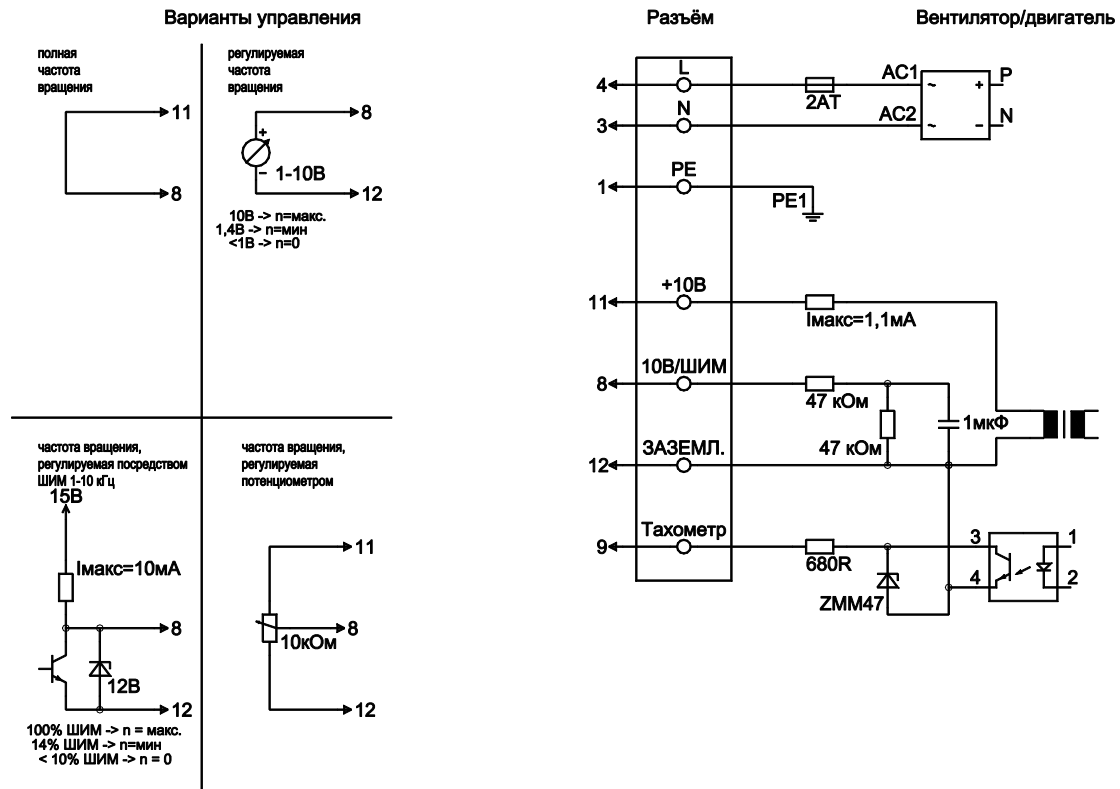 Варианты управления
полная
частота
вращения
11
8
регулируемая
частота
вращения
8
+
1-10В
−
12
10В -> n=макс.
1,4В -> n=мин
<1В -> n=0
частота вращения,
регулируемая посредством
ШИМ 1-10 кГц
15В
Iмакс=10мА
8
12В
12
100% ШИМ -> n = макс.
14% ШИМ -> n=мин
< 10% ШИМ -> n = 0
частота вращения,
регулируемая
потенциометром
11
8
10кОм
12
Разъём
Вентилятор/двигатель
4
L
2АТ
AC1
~
+
P
3
N
AC2
~
−
N
1
PE
PE1
11
+10В
Iмакс=1,1мА
8
10В/ШИМ
47 кОм
47 кОм
1мкФ
12
ЗАЗЕМЛ.
9
Тахометр
680R
ZMM47
3
4
1
2